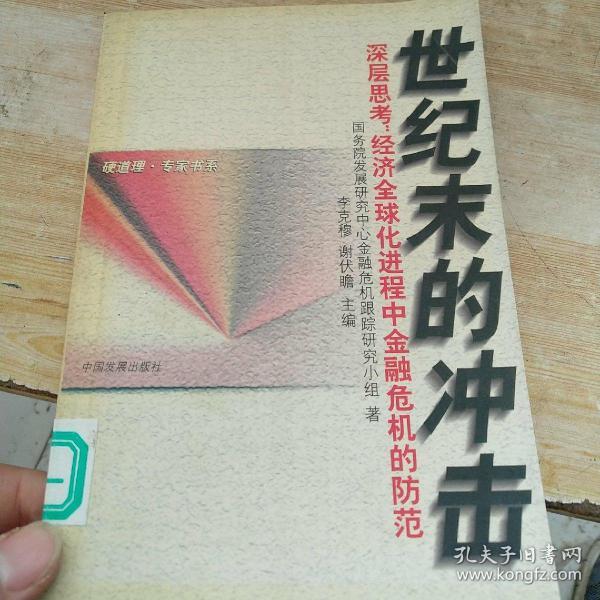 世纪末的冲击
深层思考：经济全球化进程中金融危机的防范
国务院发展研究中心金融危机跟踪研究小组 著
李克穆 谢伏瞻 主编
硬道理·专家书系
中国发展出版社
一
孔夫子旧书网
www.kongfz.com